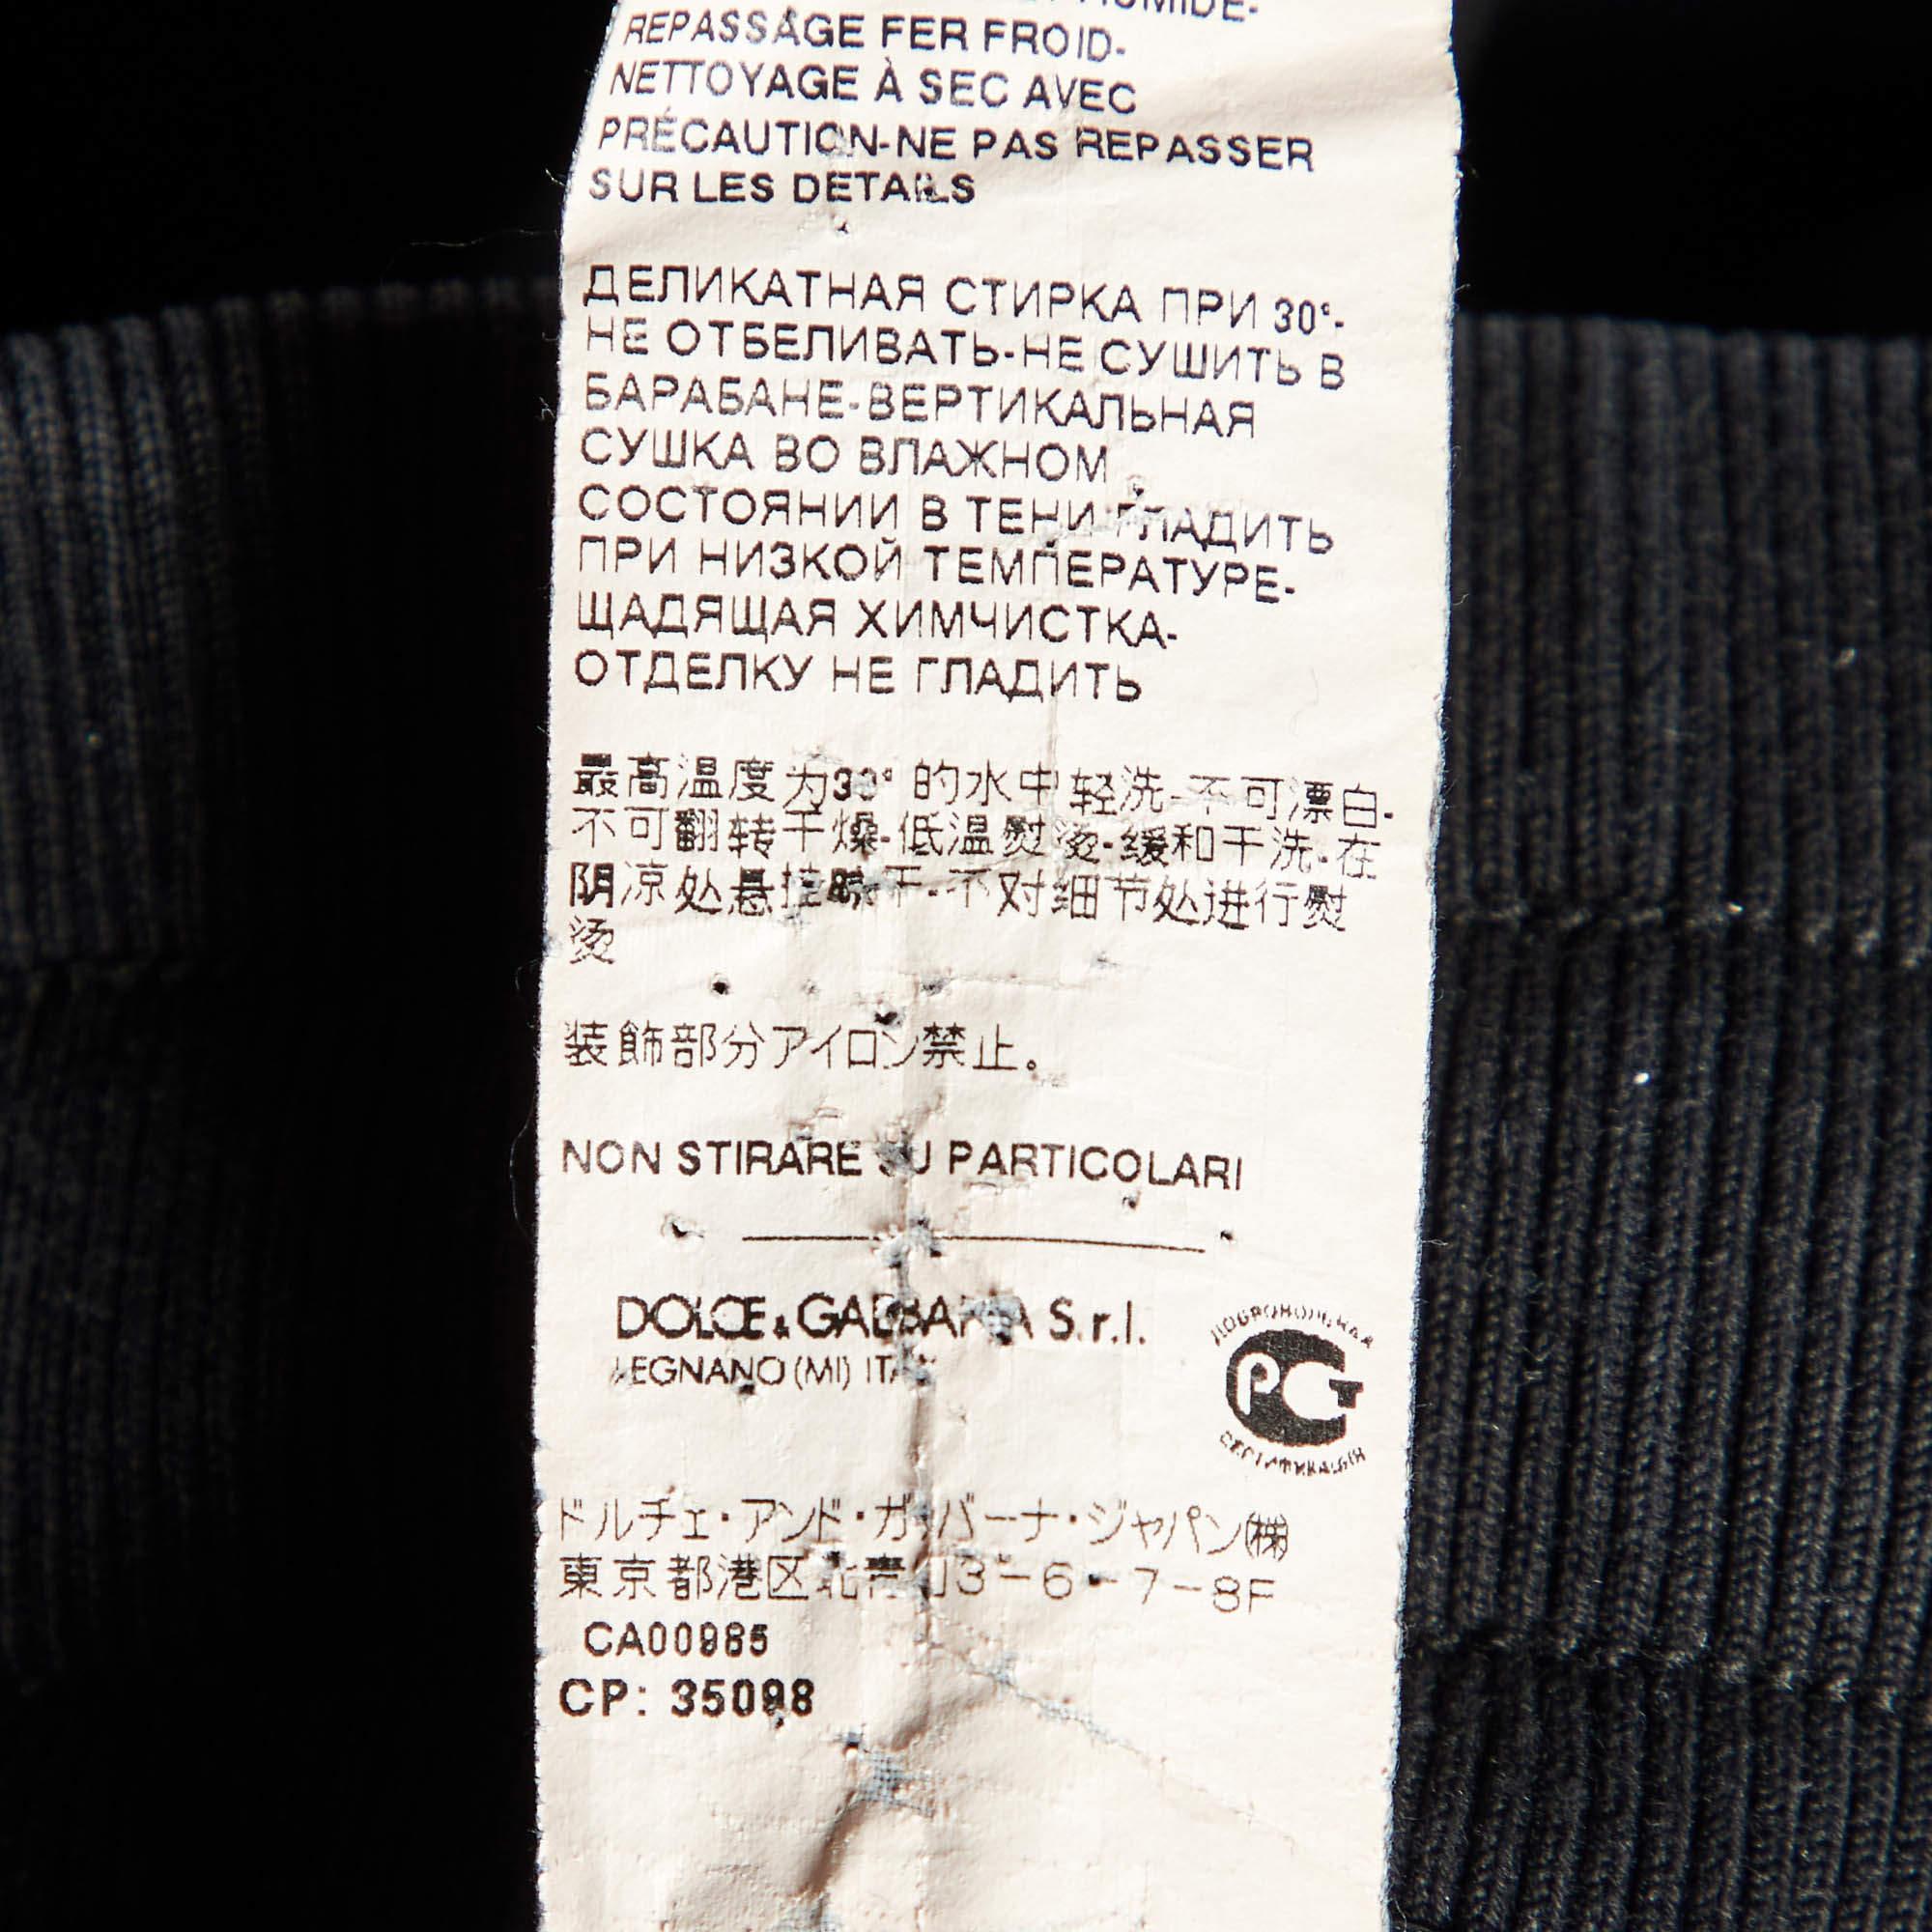 REPASSAGE FER FROID-
NETTOYAGE À SEC AVEC
PRÉCAUTION-NE PAS REPASSER
SUR LES DETAILS
ДЕЛИКАТНАЯ СТИРКА ПРИ 30°-
НЕ ОТБЕЛИВАТЬ-НЕ СУШИТЬ В
БАРАБАНЕ-ВЕРТИКАЛЬНАЯ
СУШКА ВО ВЛАЖНОМ
СОСТОЯНИИ В ТЕНИ-ГЛАДИТЬ
ПРИ НИЗКОЙ ТЕМПЕРАТУРЕ-
ЩАДЯЩАЯ ХИМЧИСТКА-
ОТДЕЛКУ НЕ ГЛАДИТЬ
最高温度为30°的水中轻洗-不可漂白-
不可翻转干燥-低温熨烫-缓和干洗-在
阴凉处悬挂晾干-不对细节处进行熨
烫
装飾部分アイロン禁止。
NON STIRARE SU PARTICOLARI
DOLCE & GABBANA S.r.l.
LEGNANO (MI) ITALY
ДОБРОВОЛЬНАЯ
РСТ
СЕРТИФИКАЦИЯ
ドルチェ・アンド・ガッバーナ・ジャパン㈱
東京都港区北青山3-6-7-8F
CA00985
CP: 35098